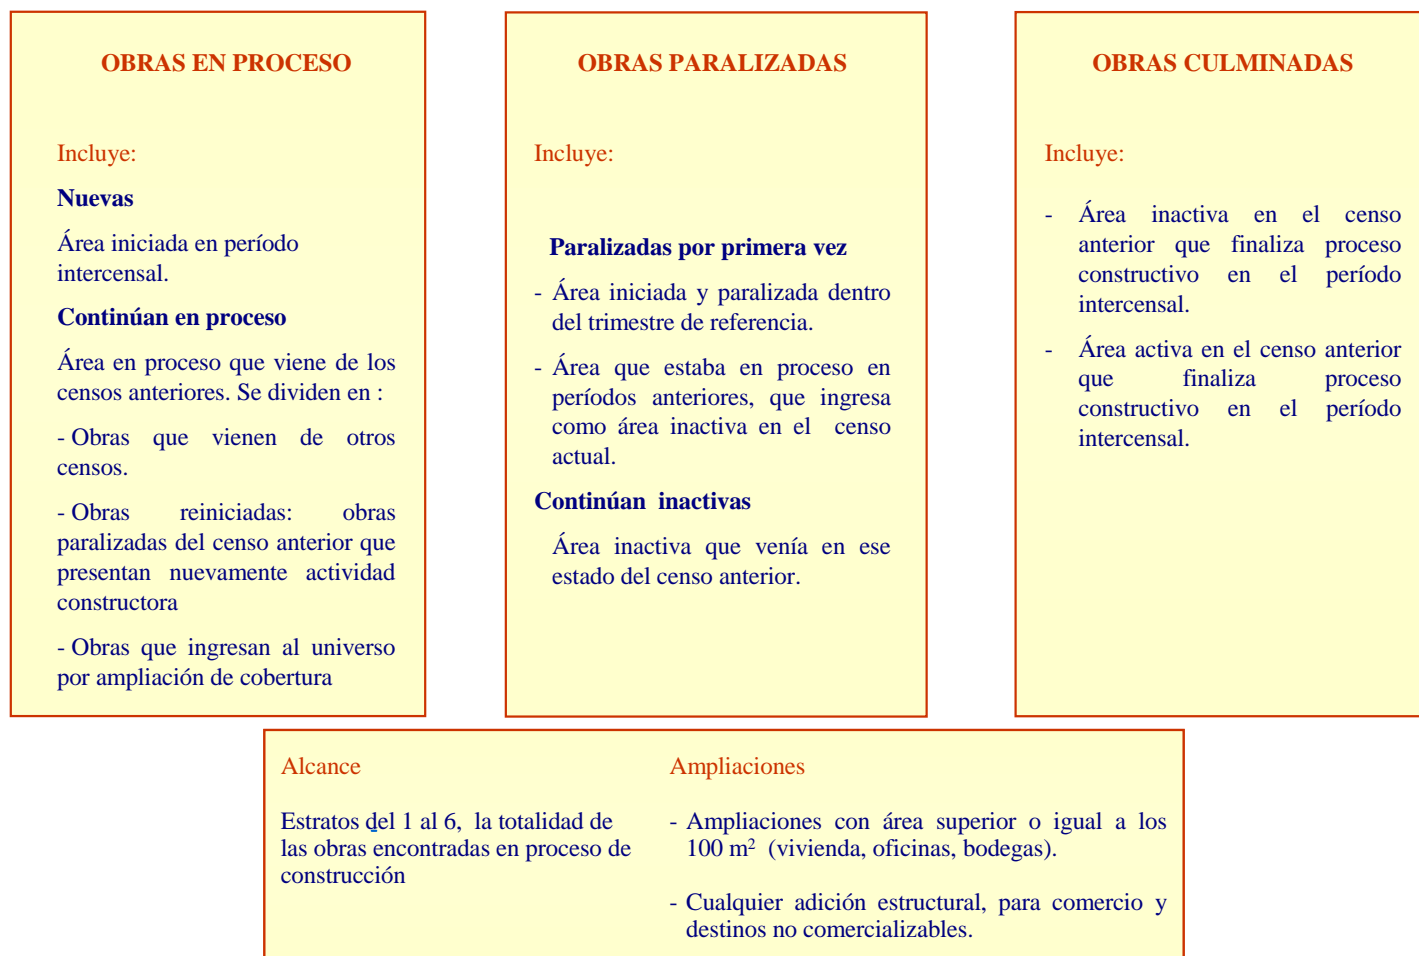 OBRAS EN PROCESO
Incluye:
Nuevas
Área iniciada en período
intercensal.
Continúan en proceso
Área en proceso que viene de los
censos anteriores. Se dividen en :
- Obras que vienen de otros
censos.
- Obras reiniciadas: obras
paralizadas del censo anterior que
presentan nuevamente actividad
constructora
- Obras que ingresan al universo
por ampliación de cobertura
OBRAS PARALIZADAS
Incluye:
Paralizadas por primera vez
- Área iniciada y paralizada dentro
del trimestre de referencia.
- Área que estaba en proceso en
períodos anteriores, que ingresa
como área inactiva en el censo
actual.
Continúan inactivas
Área inactiva que venía en ese
estado del censo anterior.
OBRAS CULMINADAS
Incluye:
- Área inactiva en el censo
anterior que finaliza proceso
constructivo en el período
intercensal.
- Área activa en el censo anterior
que finaliza proceso
constructivo en el período
intercensal.
Alcance
Estratos del 1 al 6, la totalidad de
las obras encontradas en proceso de
construcción
Ampliaciones
- Ampliaciones con área superior o igual a los
100 m² (vivienda, oficinas, bodegas).
- Cualquier adición estructural, para comercio y
destinos no comercializables.